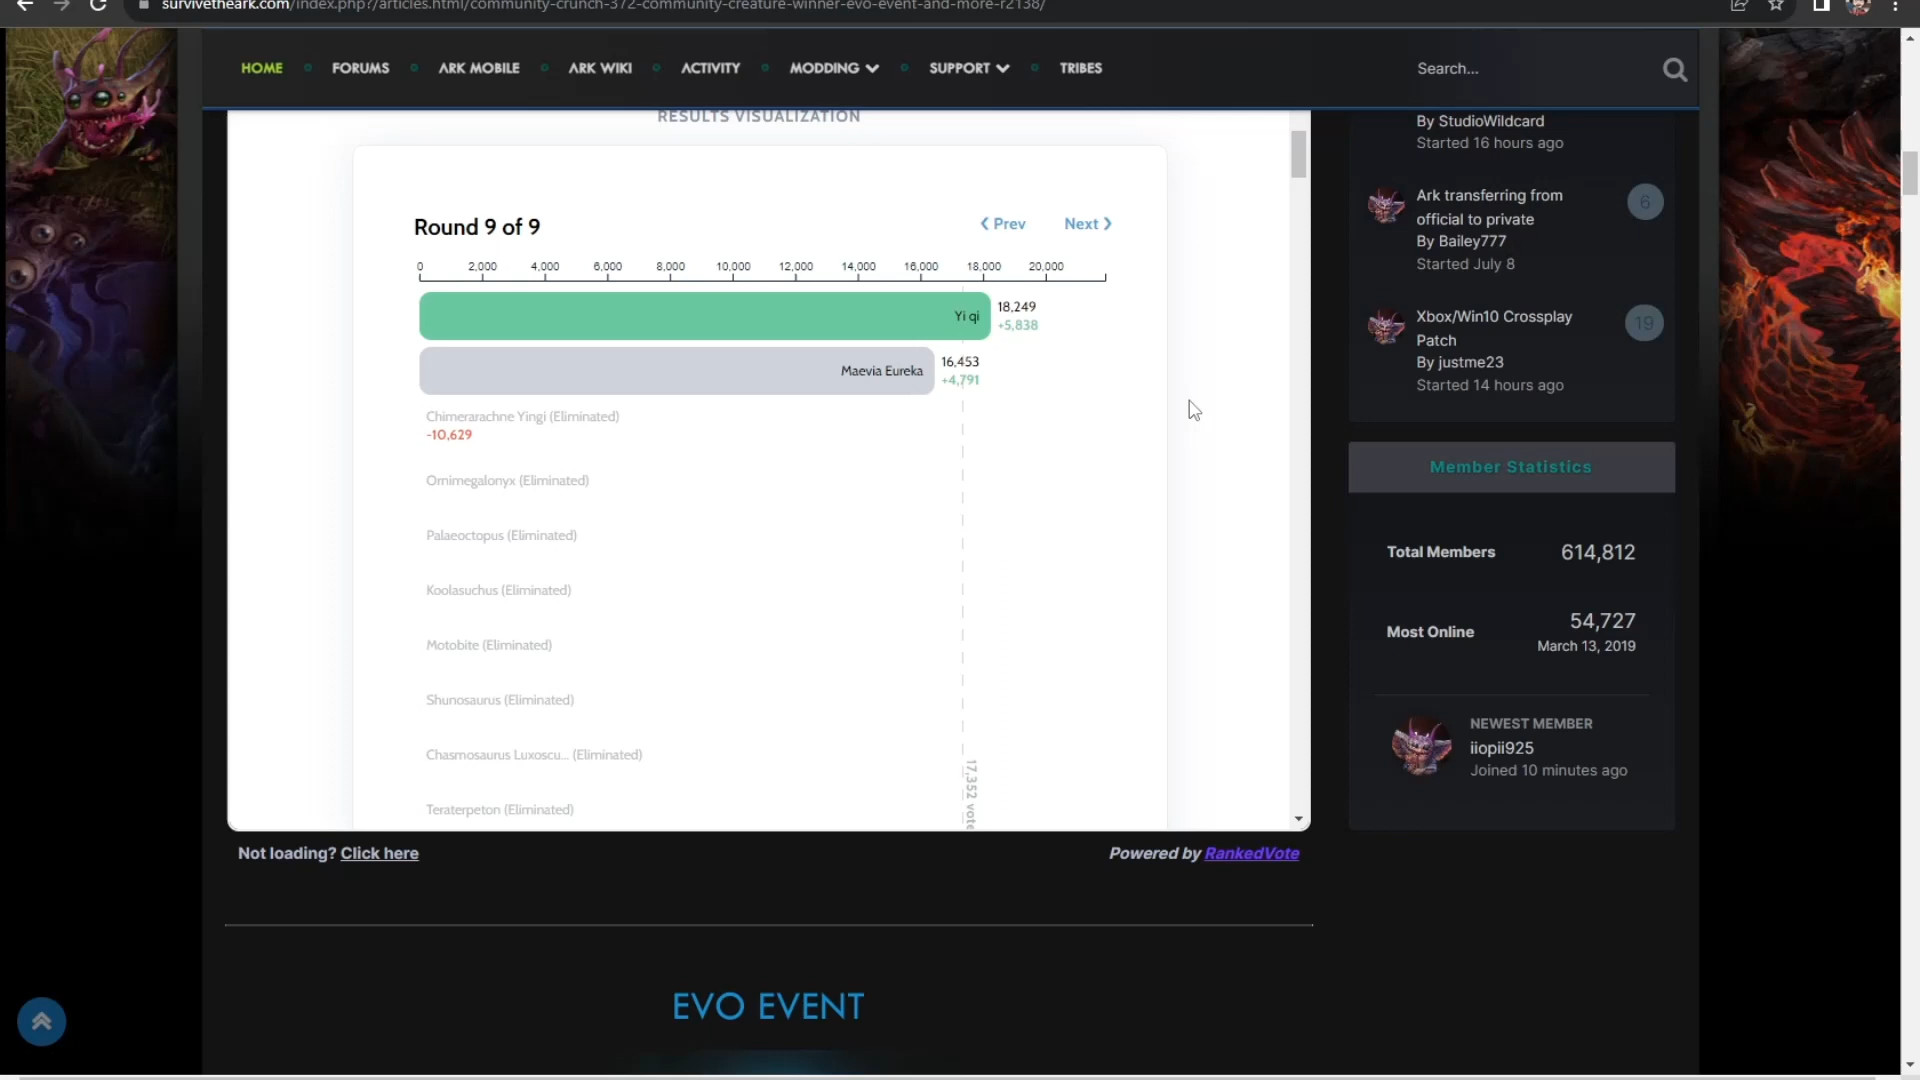 survivetheark.com/index.php?/articles.html/community-crunch-372-community-creature-winner-evo-event-and-more-r2138/
HOME
FORUMS
ARK MOBILE
ARK WIKI
ACTIVITY
MODDING
SUPPORT
TRIBES
Search...
RESULTS VISUALIZATION
Round 9 of 9
Prev
Next
0 2,000 4,000 6,000 8,000 10,000 12,000 14,000 16,000 18,000 20,000
Yi qi
18,249
+5,838
Maevia Eureka
16,453
+4,791
Chimerarachne Yingi (Eliminated)
-10,629
Ornimegalonyx (Eliminated)
Palaeoctopus (Eliminated)
Koolasuchus (Eliminated)
Motobite (Eliminated)
Shunosaurus (Eliminated)
Chasmosaurus Luxoscu... (Eliminated)
Teraterpeton (Eliminated)
17,352 vote
Not loading? Click here
Powered by RankedVote
EVO EVENT
By StudioWildcard
Started 16 hours ago
Ark transferring from
official to private
6
By Bailey777
Started July 8
Xbox/Win10 Crossplay
Patch
19
By justme23
Started 14 hours ago
Member Statistics
Total Members
614,812
Most Online
54,727
March 13, 2019
NEWEST MEMBER
iiopii925
Joined 10 minutes ago